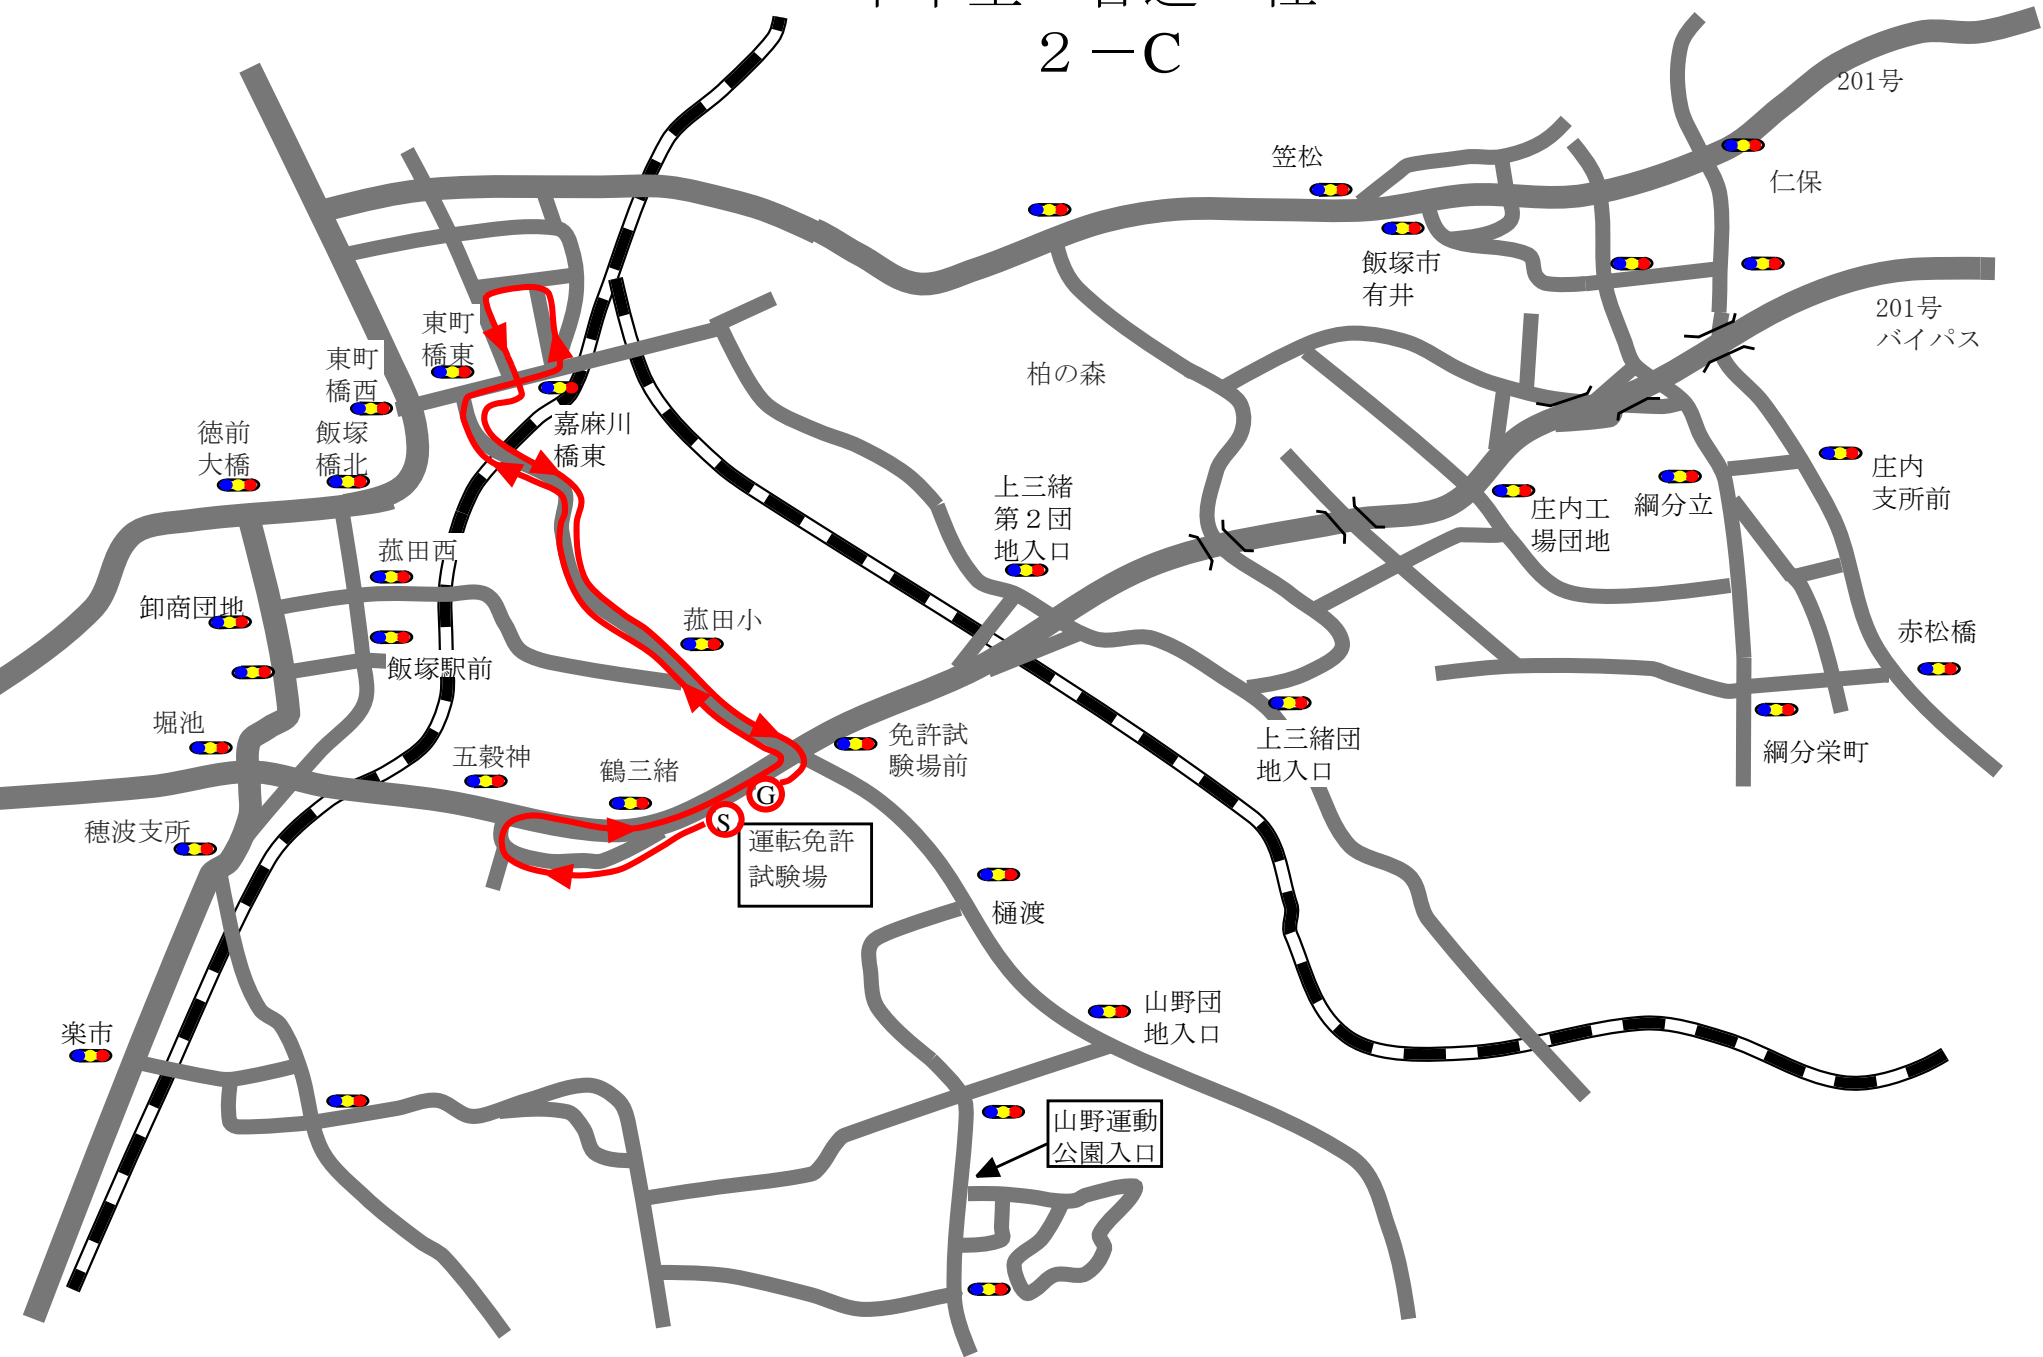 2－C
201号
笠松
仁保
飯塚市
有井
201号
バイパス
東町
橋東
東町
橋西
柏の森
嘉麻川
橋東
徳前
大橋
飯塚
橋北
上三緒
第２団
地入口
庄内
支所前
庄内工
場団地
綱分立
菰田西
卸商団地
菰田小
赤松橋
飯塚駅前
堀池
五穀神
鶴三緒
免許試
験場前
上三緒団
地入口
綱分栄町
G
S
穂波支所
運転免許
試験場
樋渡
楽市
山野団
地入口
山野運動
公園入口